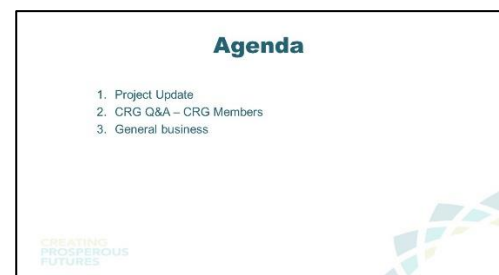 Agenda
1. Project Update
2. CRG Q&A – CRG Members
3. General business
CREATING
PROSPEROUS
FUTURES